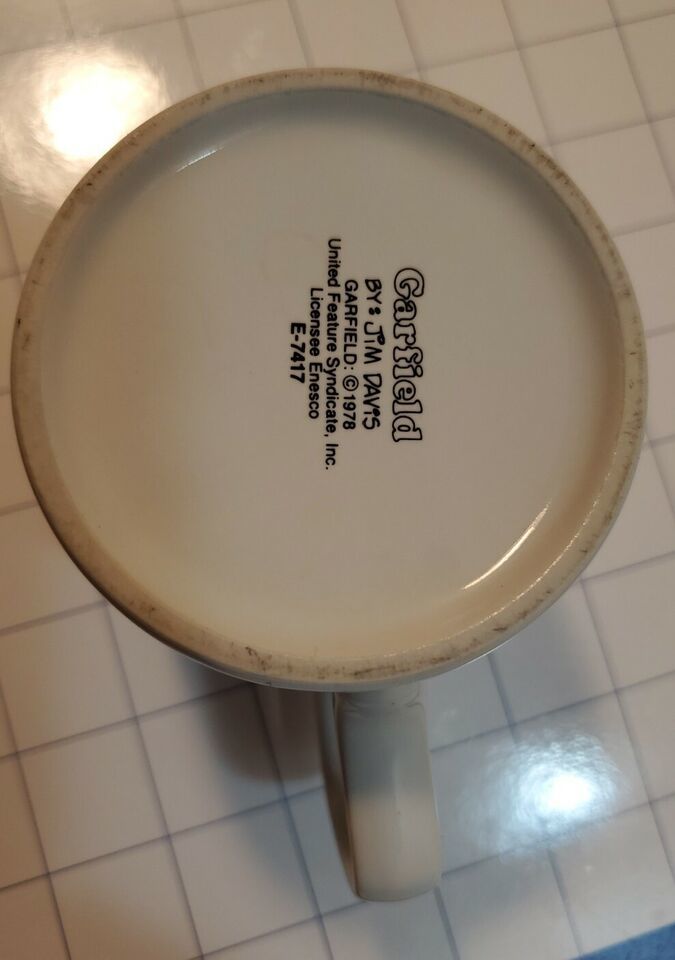 Garfield
BY: JiM DAViS
GARFIELD: ©1978
United Feature Syndicate, Inc.
Licensee Enesco
E-7417